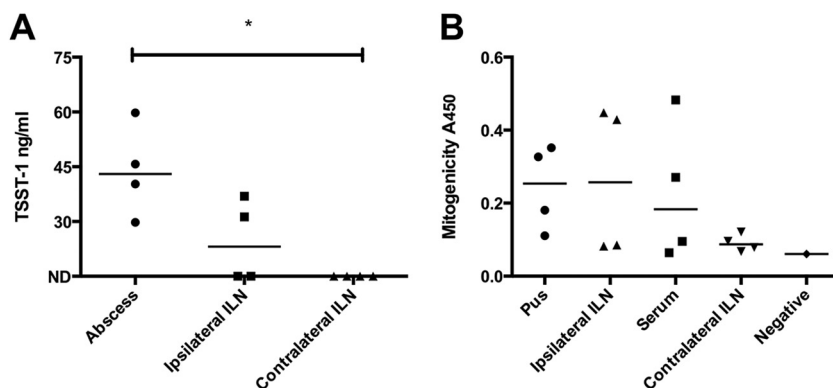 A
*
TSST-1 ng/ml
75
60
45
30
ND
Abscess
Ipsilateral ILN
Contralateral ILN
B
Mitogenicity A450
0.6
0.4
0.2
0.0
Pus
Ipsilateral ILN
Serum
Contralateral ILN
Negative